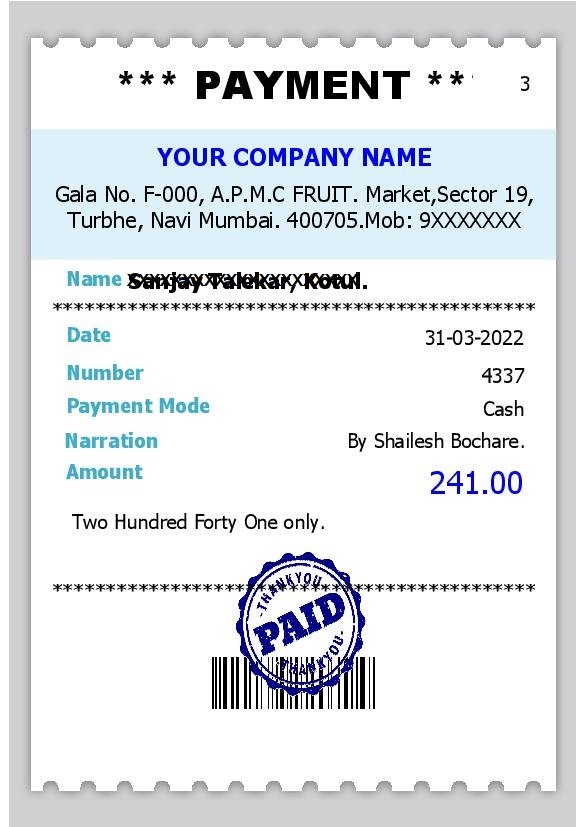 *** PAYMENT **
3
YOUR COMPANY NAME
Gala No. F-000, A.P.M.C FRUIT. Market,Sector 19,
Turbhe, Navi Mumbai. 400705.Mob: 9XXXXXXX
Name Sanjay Talekar, Kotul.
**********************************************
Date 31-03-2022
Number 4337
Payment Mode Cash
Narration By Shailesh Bochare.
Amount 241.00
Two Hundred Forty One only.
**********************************************
THANK YOU
PAID
THANK YOU